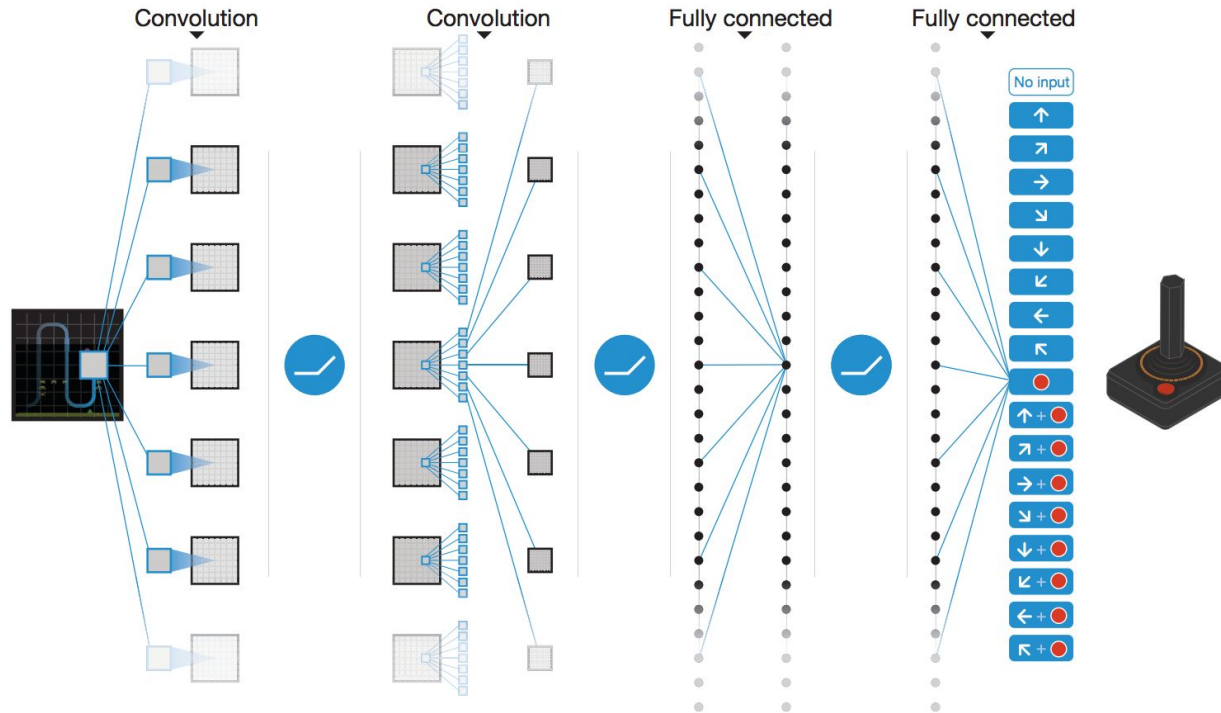 Convolution
Convolution
Fully connected
Fully connected
No input
+
+
+
+
+
+
+
+